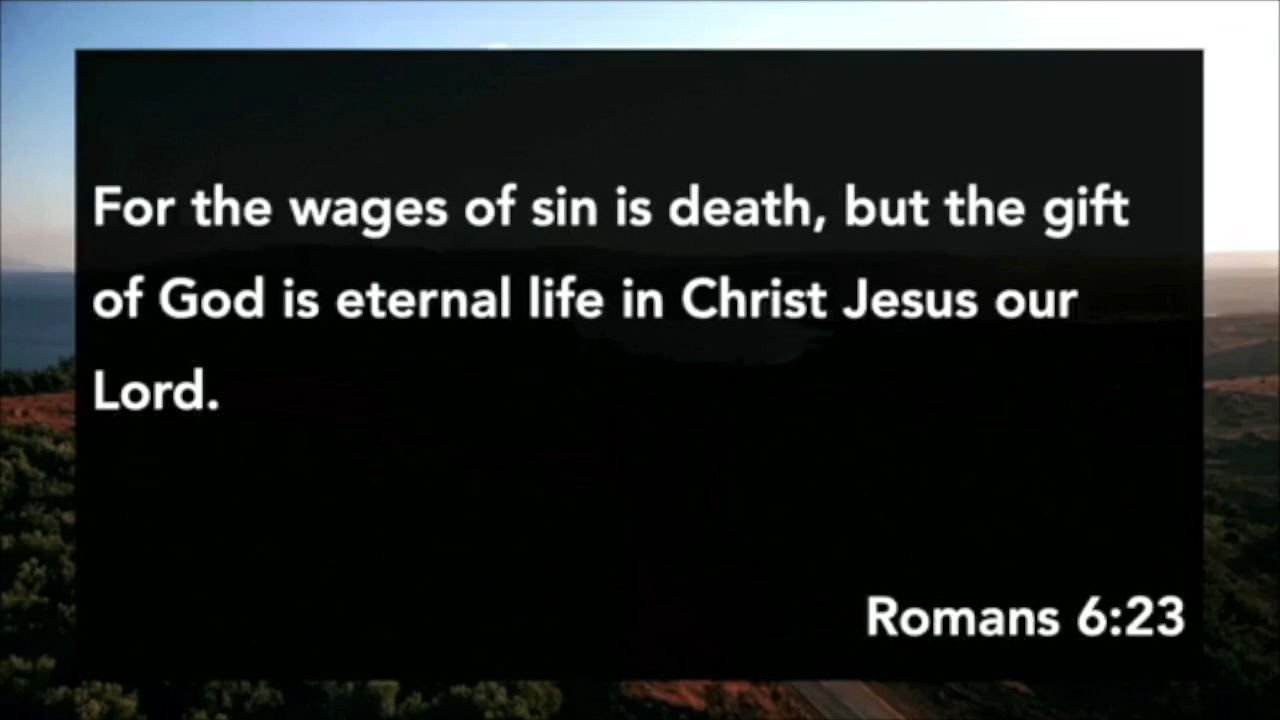 For the wages of sin is death, but the gift
of God is eternal life in Christ Jesus our
Lord.
Romans 6:23